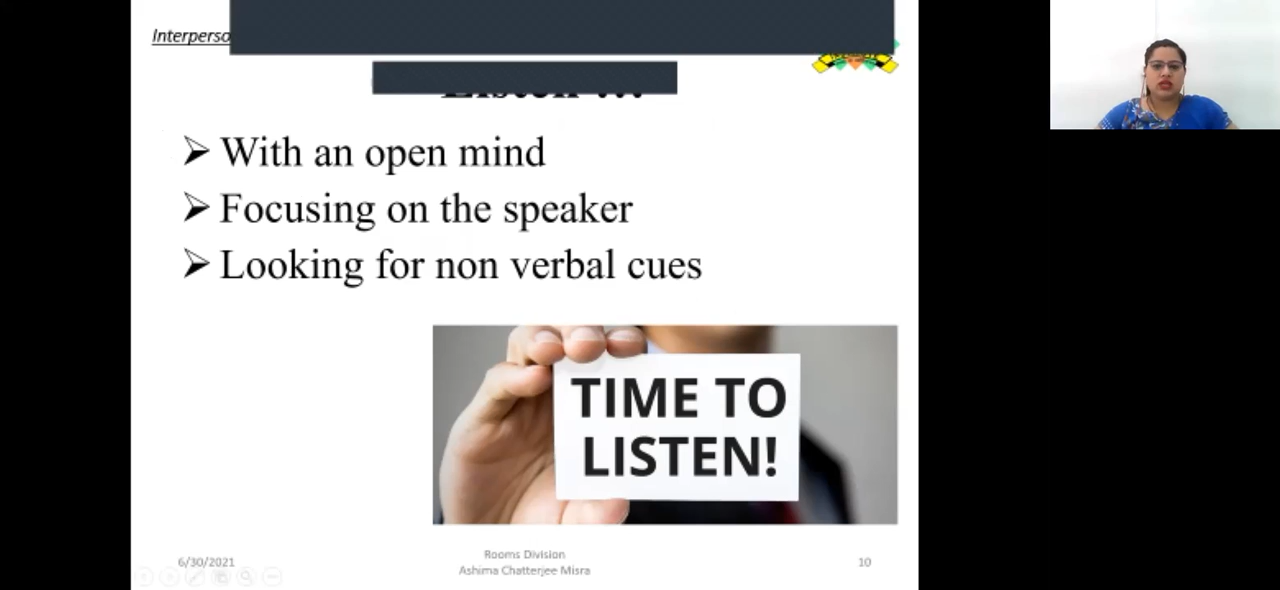 Interperso
Listen ...
With an open mind
Focusing on the speaker
Looking for non verbal cues
TIME TO
LISTEN!
6/30/2021
Rooms Division
Ashima Chatterjee Misra
10